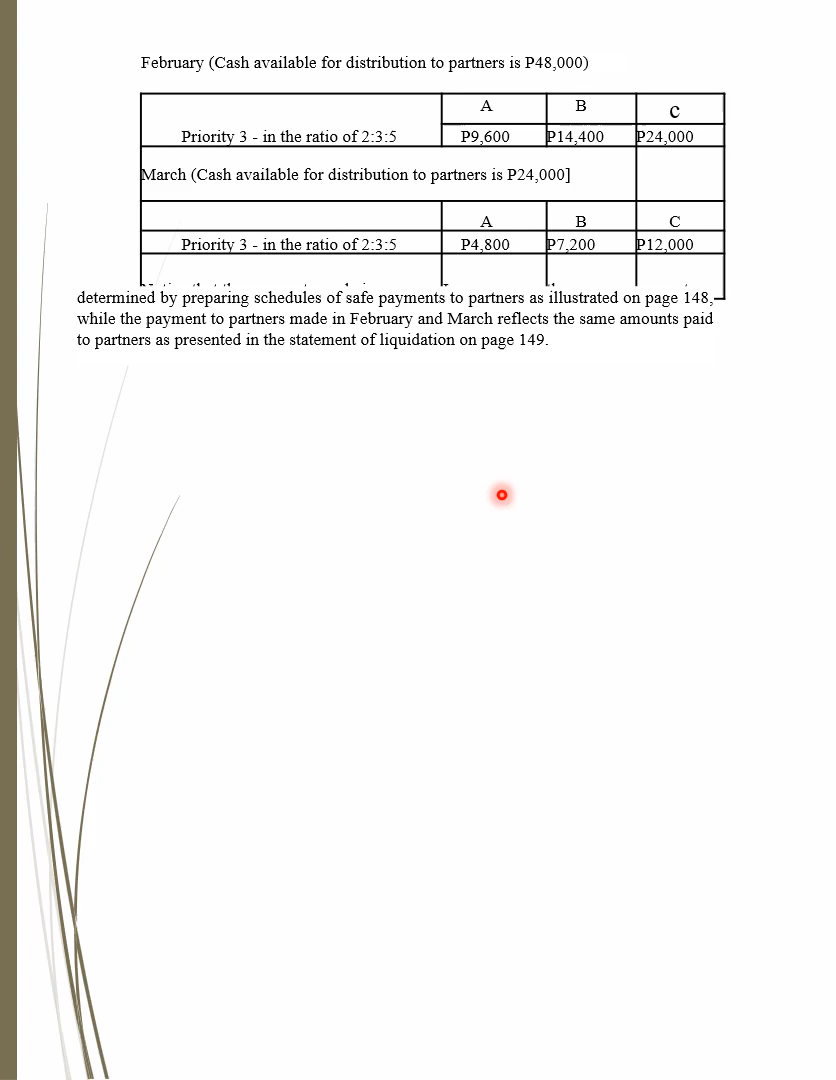 February (Cash available for distribution to partners is P48,000)
A B C
Priority 3 - in the ratio of 2:3:5 P9,600 P14,400 P24,000
March (Cash available for distribution to partners is P24,000]
A B C
Priority 3 - in the ratio of 2:3:5 P4,800 P7,200 P12,000
determined by preparing schedules of safe payments to partners as illustrated on page 148,
while the payment to partners made in February and March reflects the same amounts paid
to partners as presented in the statement of liquidation on page 149.